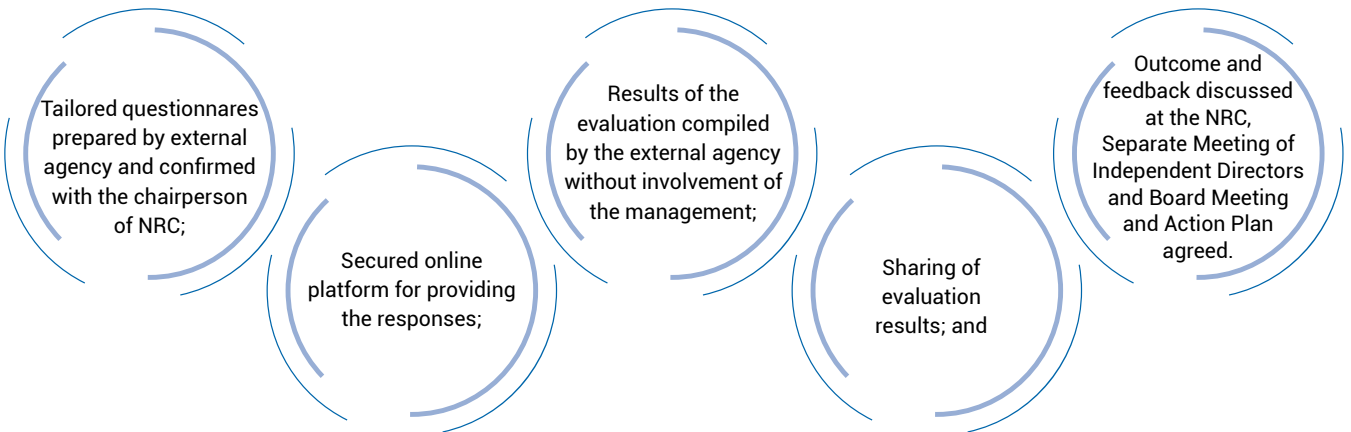 Tailored questionnares
prepared by external
agency and confirmed
with the chairperson
of NRC;
Secured online
platform for providing
the responses;
Results of the
evaluation compiled
by the external agency
without involvement of
the management;
Sharing of
evaluation
results; and
Outcome and
feedback discussed
at the NRC,
Separate Meeting of
Independent Directors
and Board Meeting
and Action Plan
agreed.